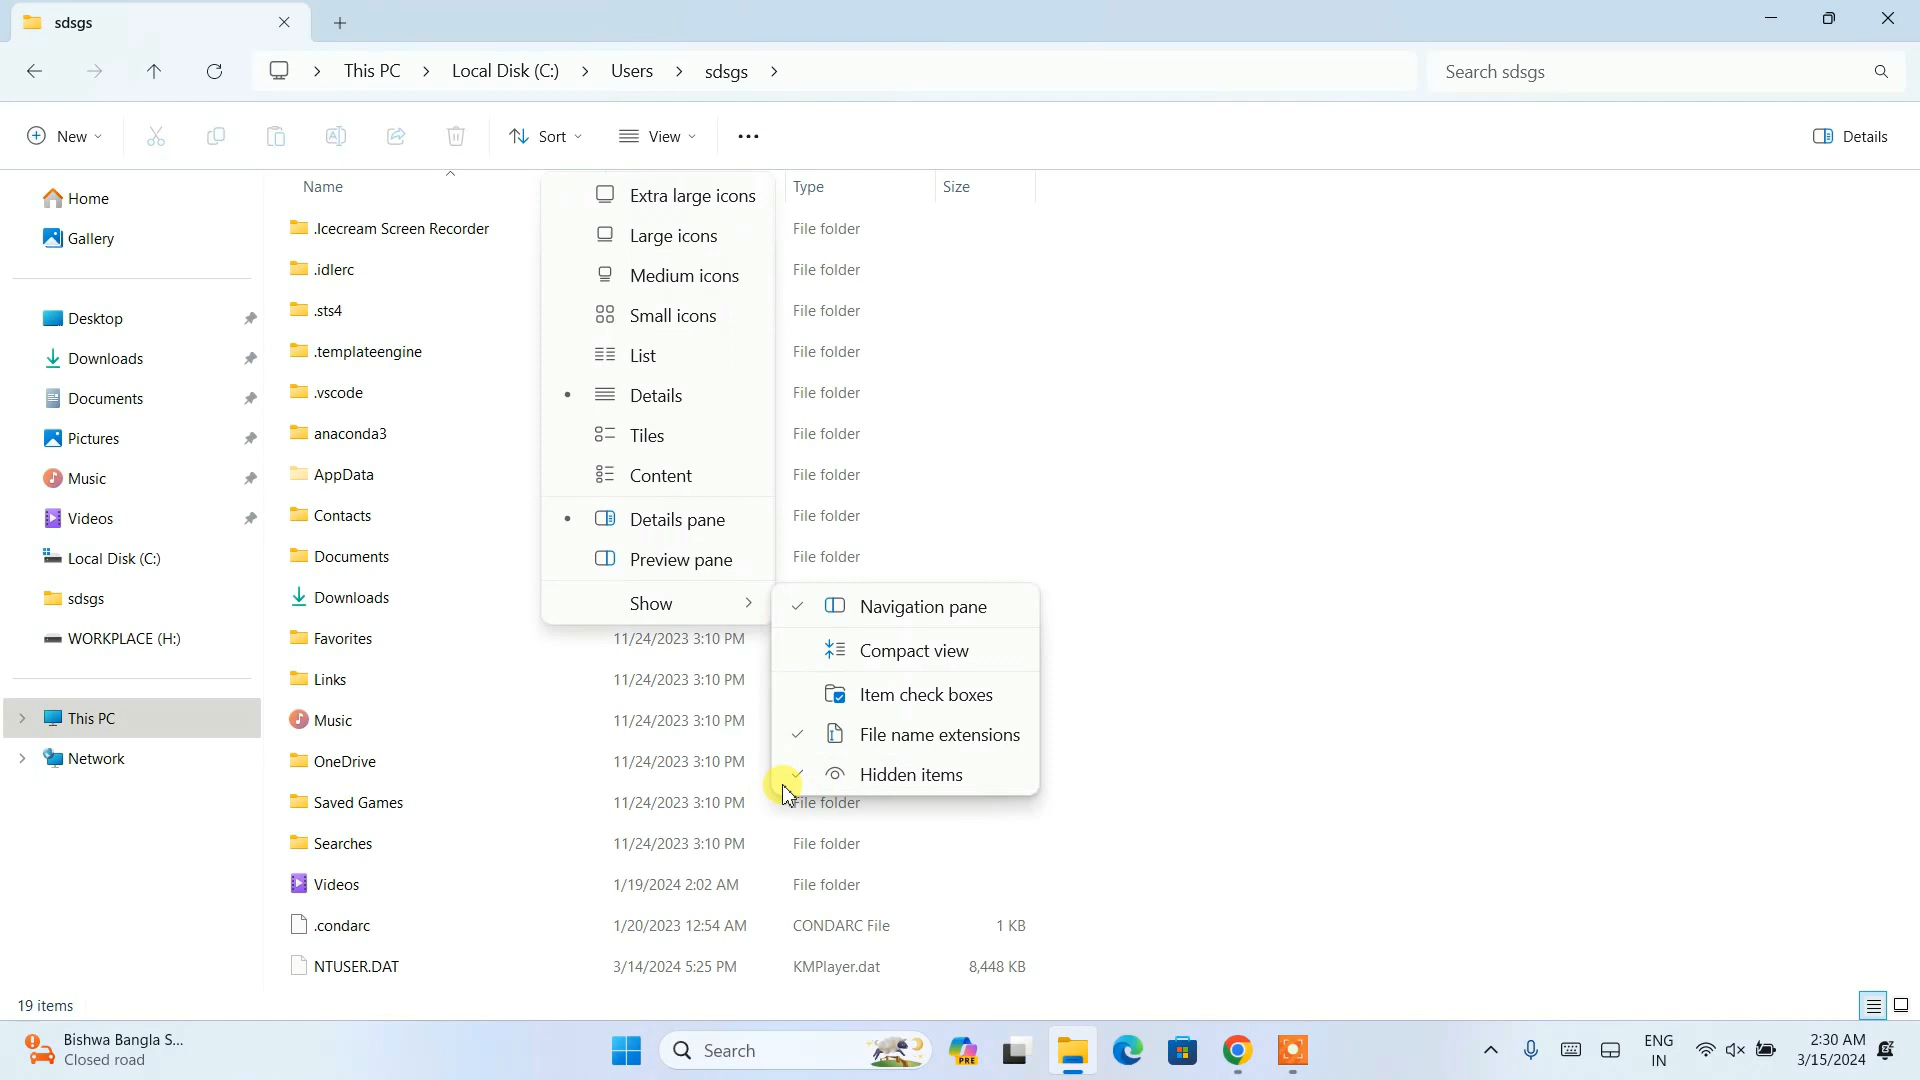 sdsgs
This PC
Local Disk (C:)
Users
sdsgs
Search sdsgs
New
Sort
View
Details
Home
Gallery
Desktop
Downloads
Documents
Pictures
Music
Videos
Local Disk (C:)
sdsgs
WORKPLACE (H:)
This PC
Network
Name Type Size
.Icecream Screen Recorder File folder
.idlerc File folder
.sts4 File folder
.templateengine File folder
.vscode File folder
anaconda3 File folder
AppData File folder
Contacts File folder
Documents File folder
Downloads
Favorites 11/24/2023 3:10 PM
Links 11/24/2023 3:10 PM
Music 11/24/2023 3:10 PM
OneDrive 11/24/2023 3:10 PM
Saved Games 11/24/2023 3:10 PM File folder
Searches 11/24/2023 3:10 PM File folder
Videos 1/19/2024 2:02 AM File folder
.condarc 1/20/2023 12:54 AM CONDARC File 1 KB
NTUSER.DAT 3/14/2024 5:25 PM KMPlayer.dat 8,448 KB
Extra large icons
Large icons
Medium icons
Small icons
List
Details
Tiles
Content
Details pane
Preview pane
Show
Navigation pane
Compact view
Item check boxes
File name extensions
Hidden items
19 items
Bishwa Bangla S...
Closed road
Search
PRE
ENG
IN
2:30 AM
3/15/2024